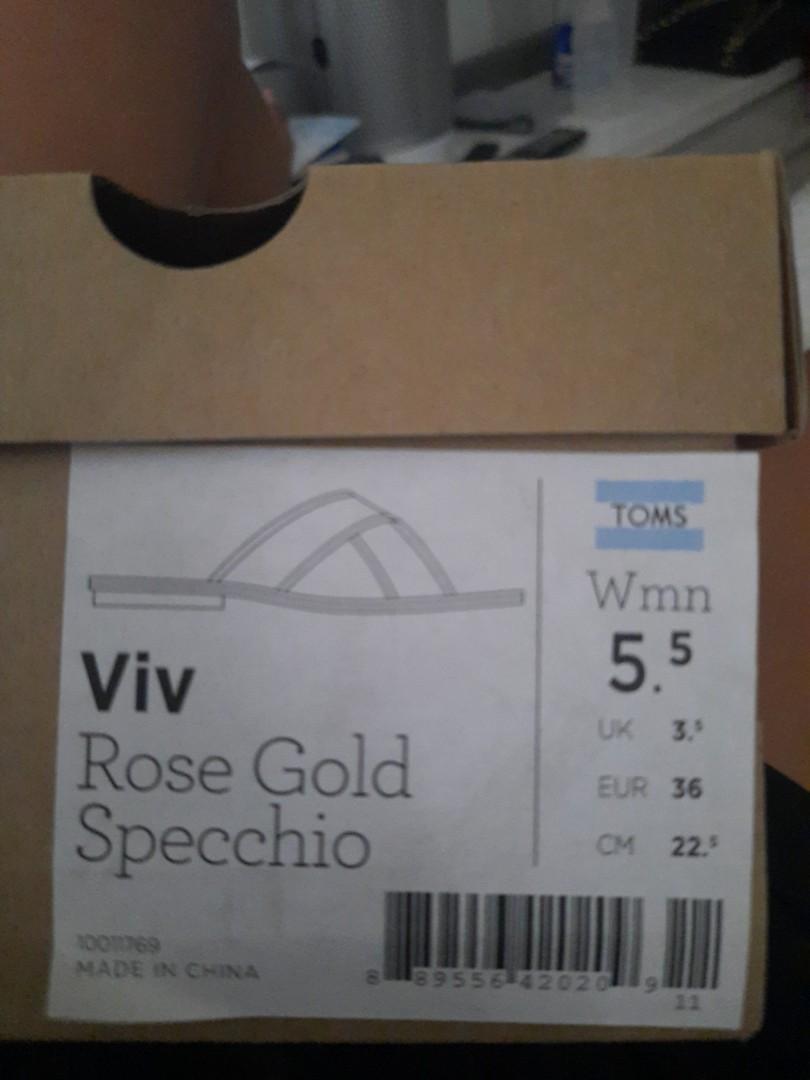 TOMS
Wmn
5.5
UK 3.5
EUR 36
CM 22.5
Viv
Rose Gold
Specchio
10011769
MADE IN CHINA
8 89556 42020 9
11